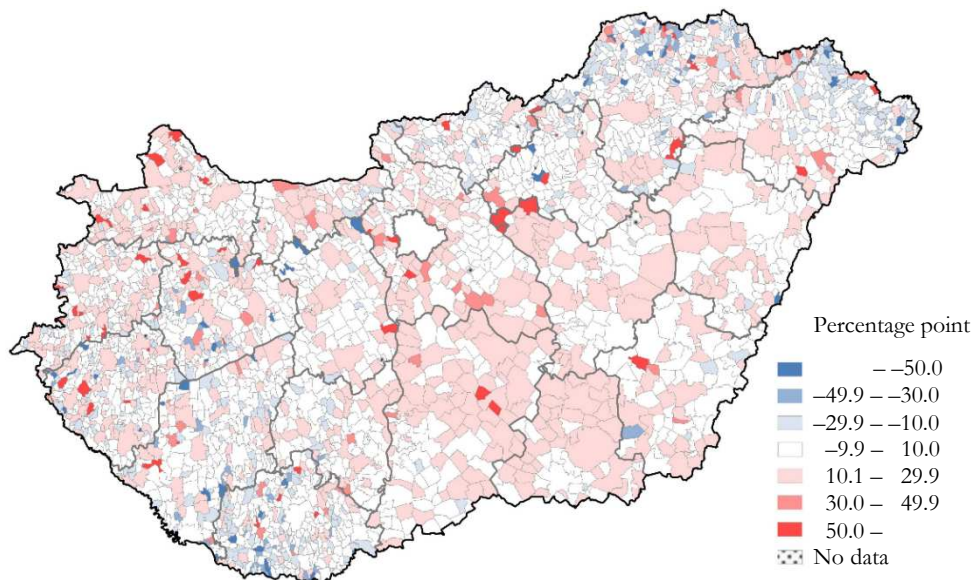 Percentage point
– –50.0
–49.9 – –30.0
–29.9 – –10.0
–9.9 – 10.0
10.1 – 29.9
30.0 – 49.9
50.0 –
No data